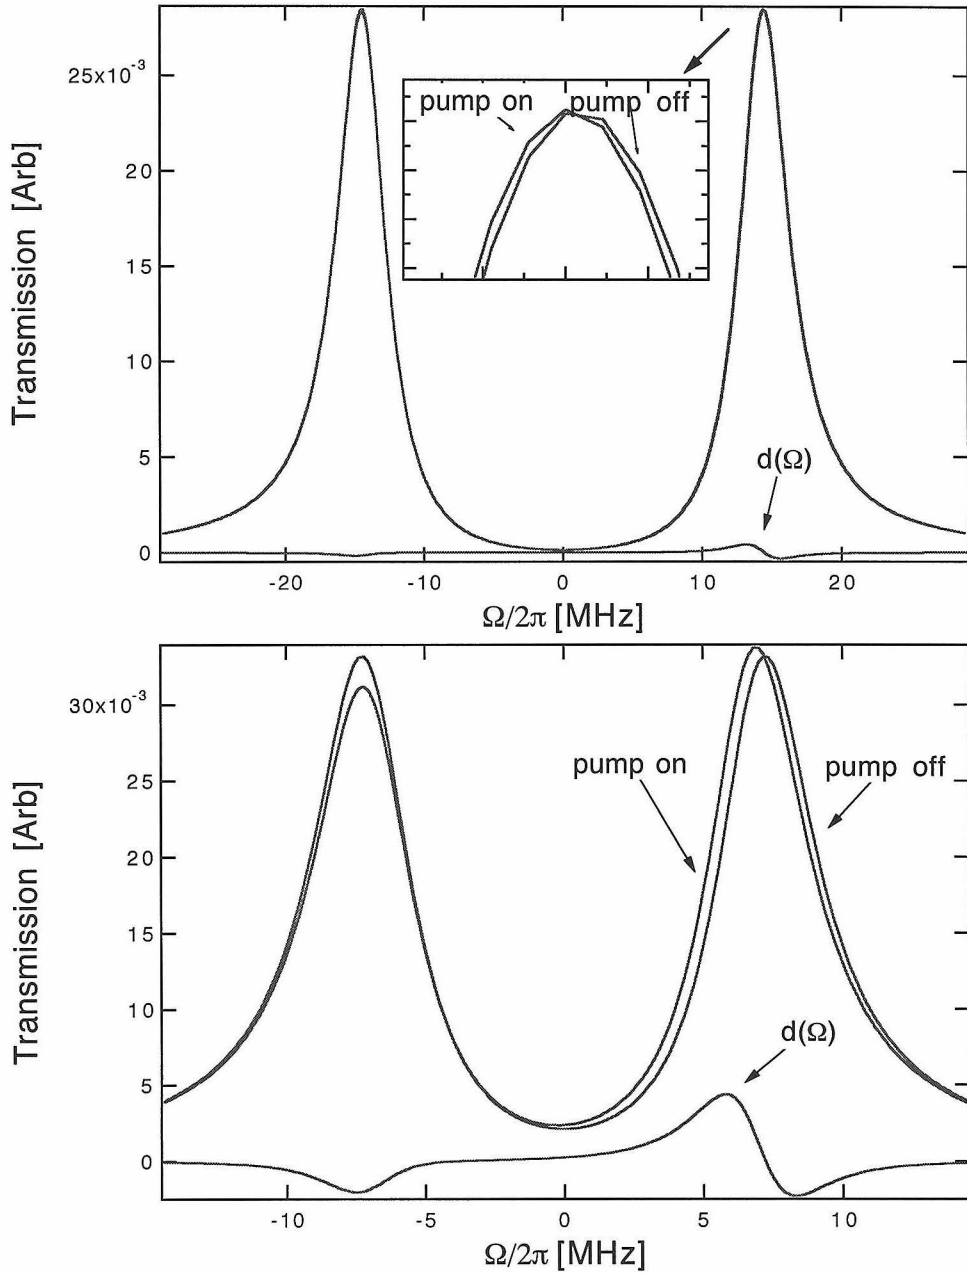 25x10⁻³
20
15
10
5
0
Transmission [Arb]
pump on
pump off
d(Ω)
-20
-10
0
10
20
Ω/2π [MHz]
30x10⁻³
25
20
15
10
5
0
Transmission [Arb]
pump on
pump off
d(Ω)
-10
-5
0
5
10
Ω/2π [MHz]